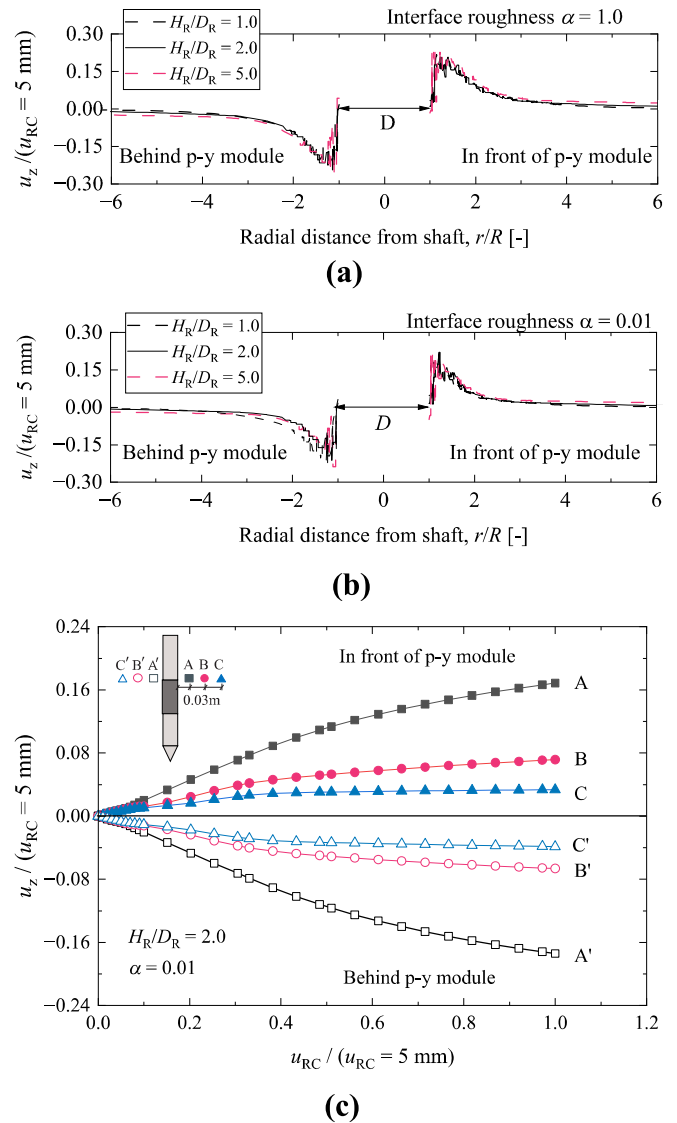 Interface roughness α = 1.0
H_R/D_R = 1.0
H_R/D_R = 2.0
H_R/D_R = 5.0
0.15
0.00
−0.15
−0.30
u_z /(u_RC = 5 mm)
D
Behind p-y module
In front of p-y module
−6 −4 −2 0 2 4 6
Radial distance from shaft, r/R [-]
(a)
Interface roughness α = 0.01
H_R/D_R = 1.0
H_R/D_R = 2.0
H_R/D_R = 5.0
0.30
0.15
0.00
−0.15
−0.30
u_z /(u_RC = 5 mm)
D
Behind p-y module
In front of p-y module
−6 −4 −2 0 2 4 6
Radial distance from shaft, r/R [-]
(b)
0.24
0.16
0.08
0.00
−0.08
−0.16
−0.24
u_z / (u_RC = 5 mm)
C' B' A' A B C
0.03m
In front of p-y module
A
B
C
C'
B'
A'
H_R/D_R = 2.0
α = 0.01
Behind p-y module
0.0 0.2 0.4 0.6 0.8 1.0 1.2
u_RC / (u_RC = 5 mm)
(c)